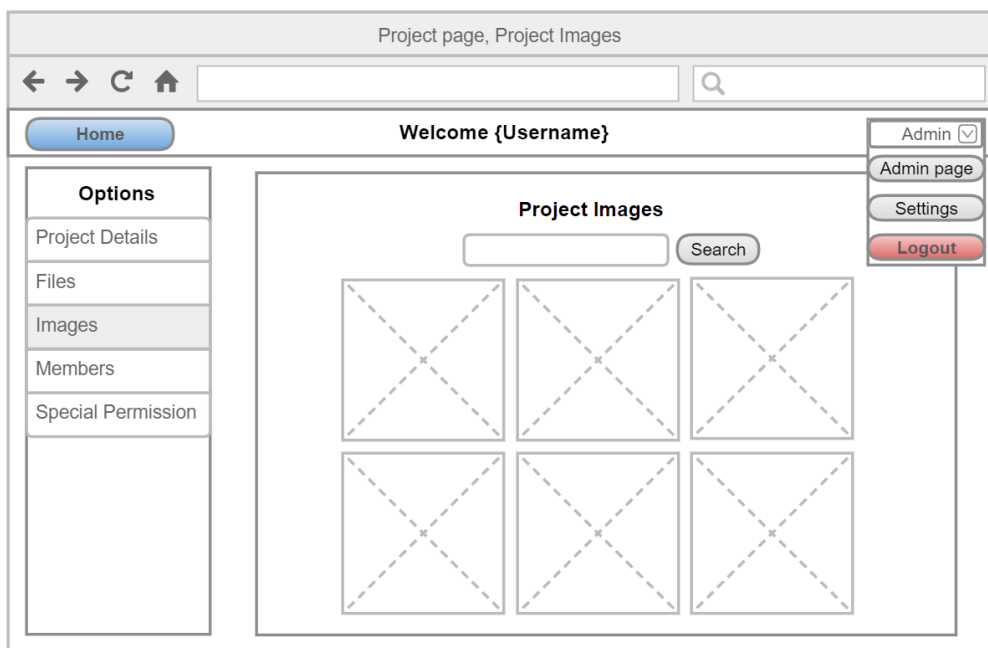 Project page, Project Images
Home
Welcome {Username}
Admin
Admin page
Settings
Logout
Options
Project Details
Files
Images
Members
Special Permission
Project Images
Search